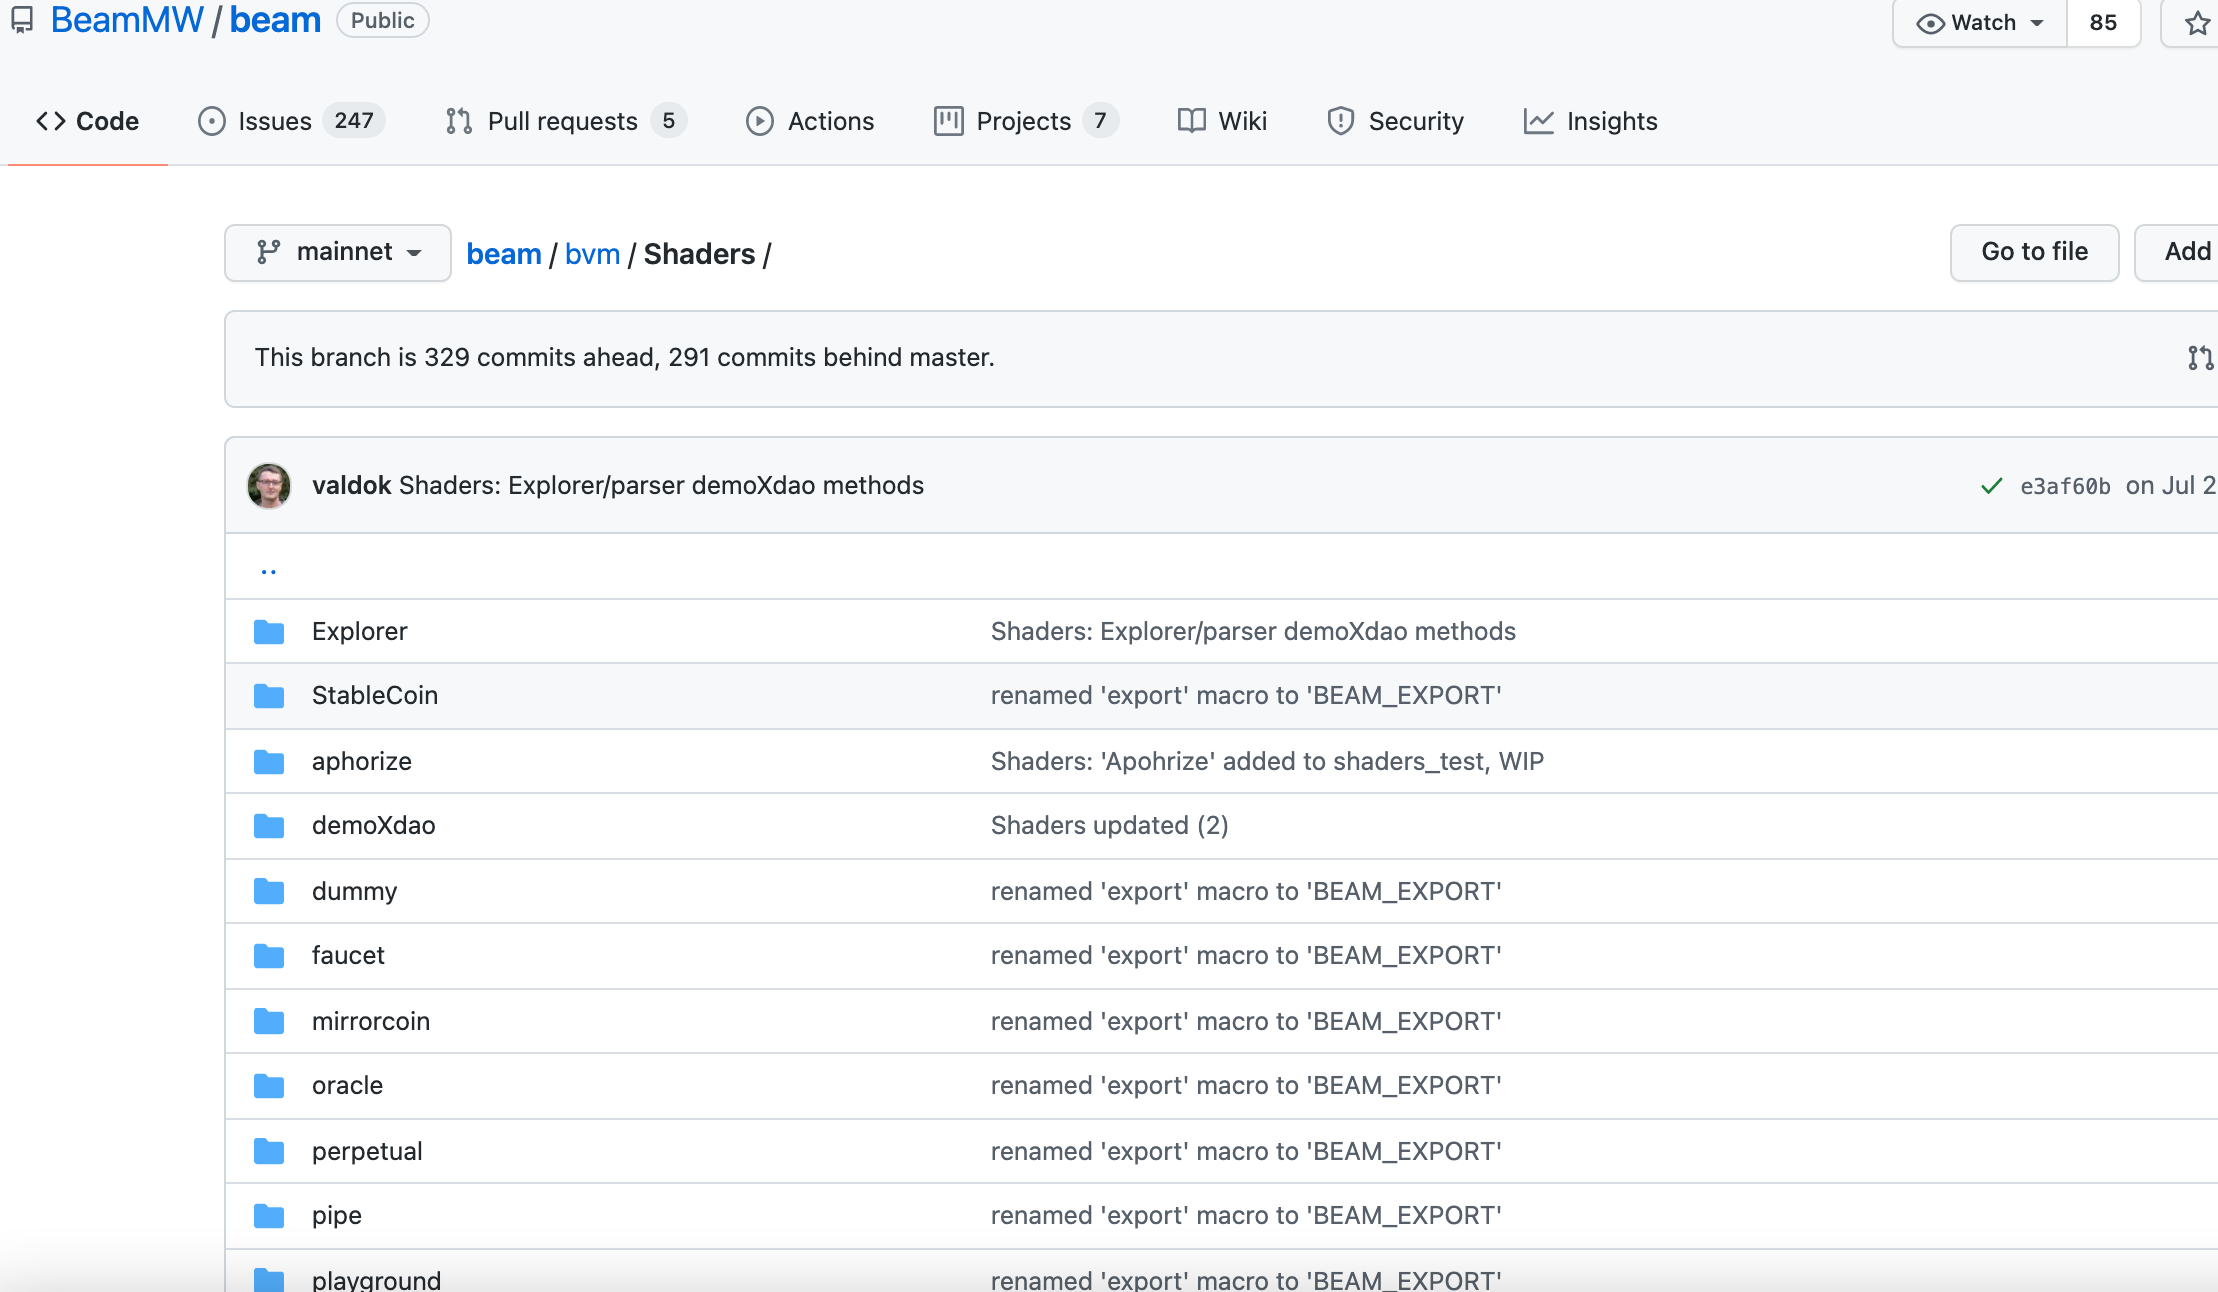 BeamMW / beam Public Watch 85
Code Issues 247 Pull requests 5 Actions Projects 7 Wiki Security Insights
mainnet beam / bvm / Shaders / Go to file Add
This branch is 329 commits ahead, 291 commits behind master.
valdok Shaders: Explorer/parser demoXdao methods e3af60b on Jul 2
..
Explorer Shaders: Explorer/parser demoXdao methods
StableCoin renamed 'export' macro to 'BEAM_EXPORT'
aphorize Shaders: 'Apohrize' added to shaders_test, WIP
demoXdao Shaders updated (2)
dummy renamed 'export' macro to 'BEAM_EXPORT'
faucet renamed 'export' macro to 'BEAM_EXPORT'
mirrorcoin renamed 'export' macro to 'BEAM_EXPORT'
oracle renamed 'export' macro to 'BEAM_EXPORT'
perpetual renamed 'export' macro to 'BEAM_EXPORT'
pipe renamed 'export' macro to 'BEAM_EXPORT'
playground renamed 'export' macro to 'BEAM_EXPORT'